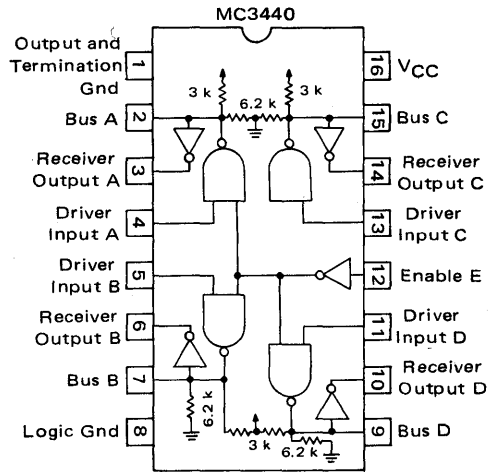 MC3440
Output and
Termination
Gnd
1
16
VCC
3 k
3 k
6.2 k
Bus A
2
15
Bus C
Receiver
Output A
3
14
Receiver
Output C
Driver
Input A
4
13
Driver
Input C
Driver
Input B
5
12
Enable E
Receiver
Output B
6
11
Driver
Input D
Bus B
7
10
Receiver
Output D
6.2 k
Logic Gnd
8
3 k
6.2 k
9
Bus D